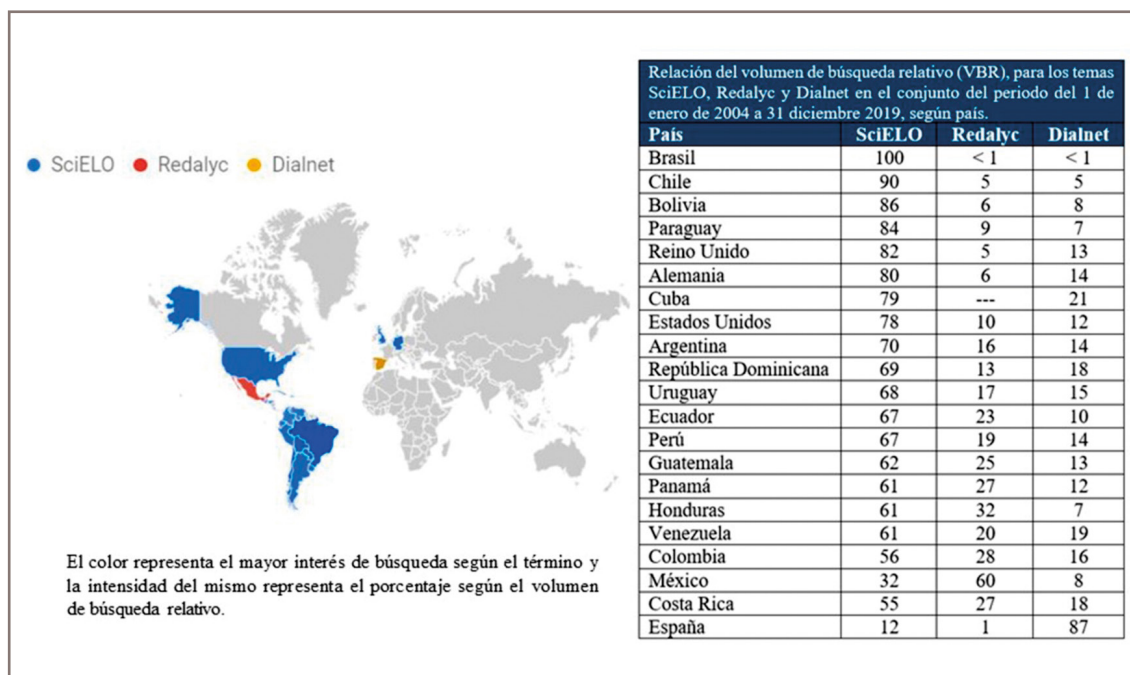 SciELO Redalyc Dialnet
El color representa el mayor interés de búsqueda según el término y
la intensidad del mismo representa el porcentaje según el volumen
de búsqueda relativo.
Relación del volumen de búsqueda relativo (VBR), para los temas
SciELO, Redalyc y Dialnet en el conjunto del periodo del 1 de
enero de 2004 a 31 diciembre 2019, según país.
País SciELO Redalyc Dialnet
Brasil 100 < 1 < 1
Chile 90 5 5
Bolivia 86 6 8
Paraguay 84 9 7
Reino Unido 82 5 13
Alemania 80 6 14
Cuba 79 --- 21
Estados Unidos 78 10 12
Argentina 70 16 14
República Dominicana 69 13 18
Uruguay 68 17 15
Ecuador 67 23 10
Perú 67 19 14
Guatemala 62 25 13
Panamá 61 27 12
Honduras 61 32 7
Venezuela 61 20 19
Colombia 56 28 16
México 32 60 8
Costa Rica 55 27 18
España 12 1 87